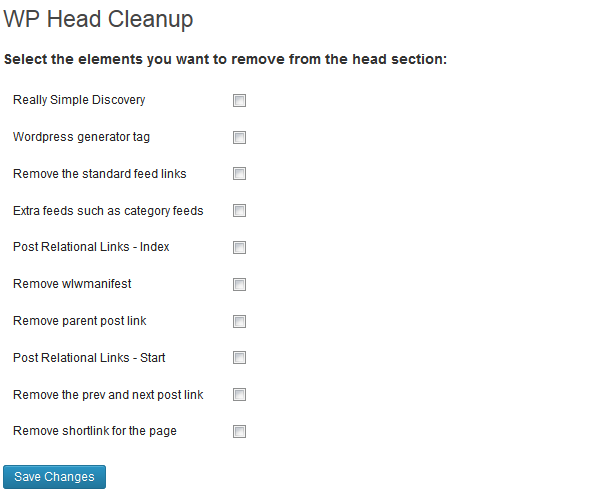 WP Head Cleanup
Select the elements you want to remove from the head section:
Really Simple Discovery
Wordpress generator tag
Remove the standard feed links
Extra feeds such as category feeds
Post Relational Links - Index
Remove wlwmanifest
Remove parent post link
Post Relational Links - Start
Remove the prev and next post link
Remove shortlink for the page
Save Changes